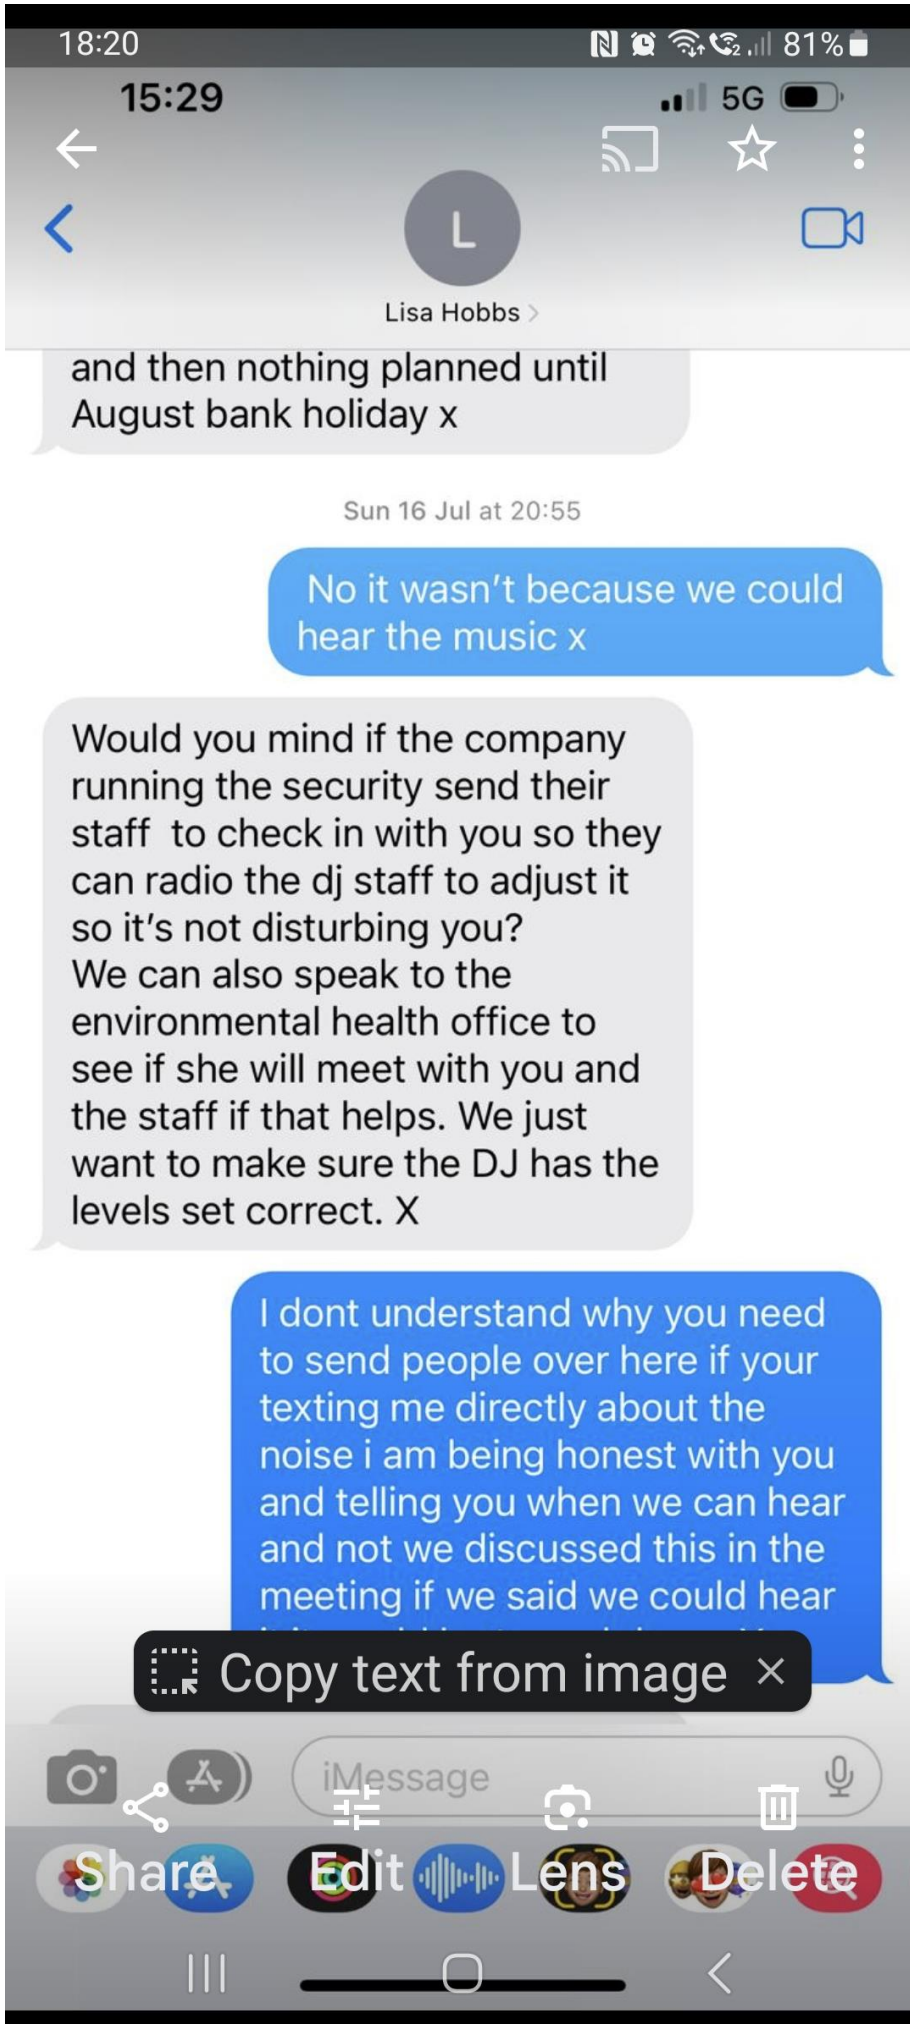 18:20
81%
15:29
5G
L
Lisa Hobbs
and then nothing planned until
August bank holiday x
Sun 16 Jul at 20:55
No it wasn't because we could
hear the music x
Would you mind if the company
running the security send their
staff  to check in with you so they
can radio the dj staff to adjust it
so it's not disturbing you?
We can also speak to the
environmental health office to
see if she will meet with you and
the staff if that helps. We just
want to make sure the DJ has the
levels set correct. X
I dont understand why you need
to send people over here if your
texting me directly about the
noise i am being honest with you
and telling you when we can hear
and not we discussed this in the
meeting if we said we could hear
Copy text from image
iMessage
Share
Edit
Lens
Delete